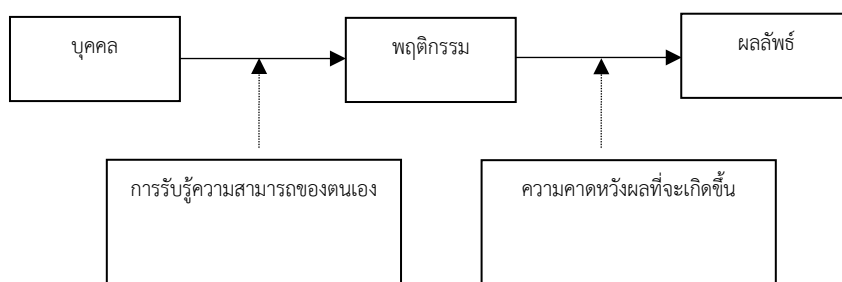 บุคคล
พฤติกรรม
ผลลัพธ์
การรับรู้ความสามารถของตนเอง
ความคาดหวังผลที่จะเกิดขึ้น